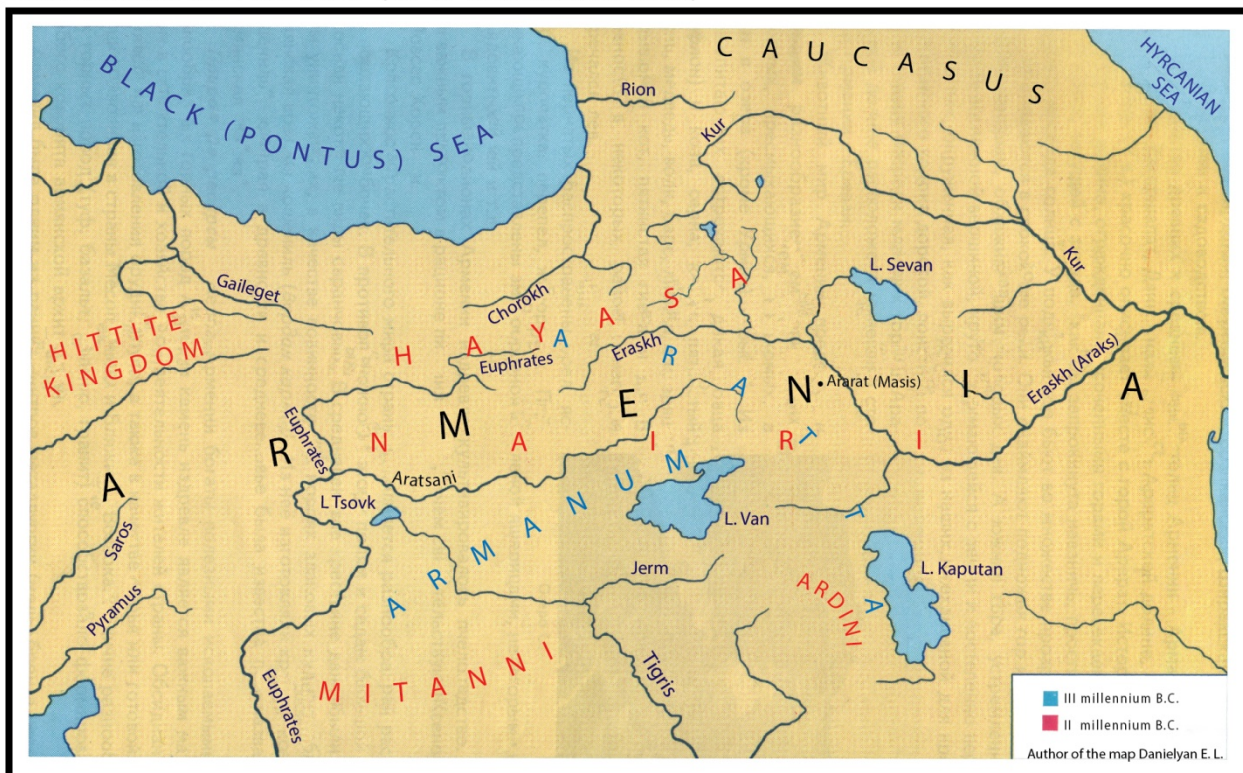 CAUCASUS
HYRCANIAN
SEA
BLACK (PONTUS) SEA
Rion
Kur
L. Sevan
Kur
Gaileget
Chorokh
HAYASA
HITTITE
KINGDOM
Euphrates
Eraskh
Eraskh (Araks)
ARATTA
Ararat (Masis)
ARMENIA
NAIRI
Euphrates
Aratsani
ARMANUM
L Tsovk
L. Van
Saros
Jerm
L. Kaputan
ARDINI
Pyramus
MITANNI
Euphrates
Tigris
III millennium B.C.
II millennium B.C.
Author of the map Danielyan E. L.